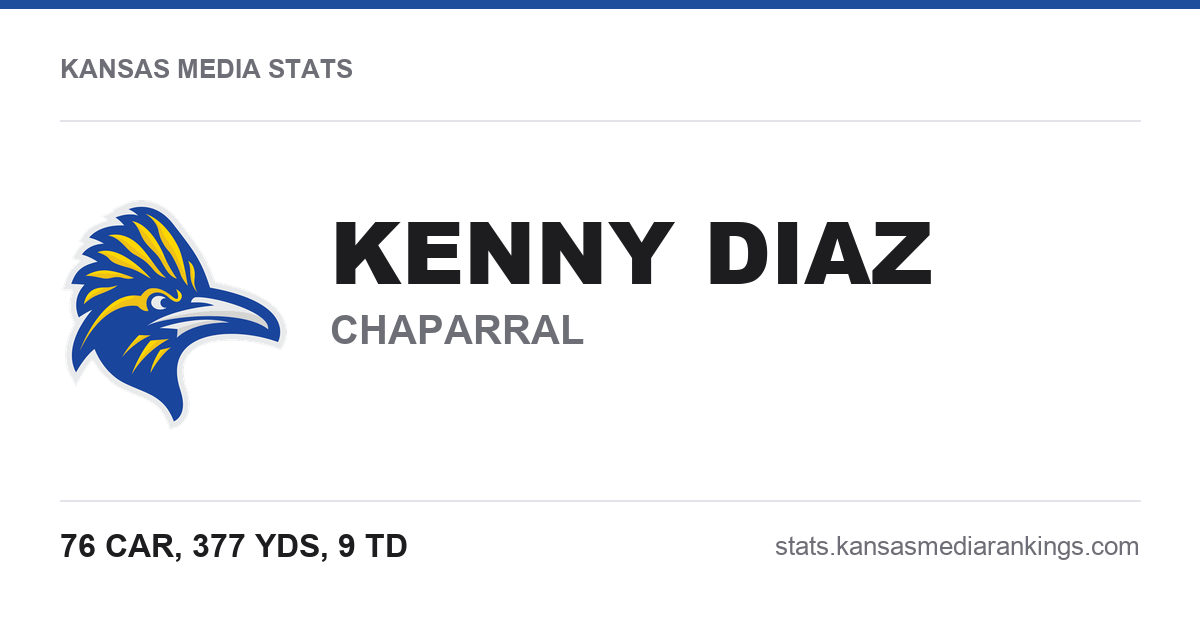 KANSAS MEDIA STATS
KENNY DIAZ
CHAPARRAL
76 CAR, 377 YDS, 9 TD
stats.kansasmediarankings.com